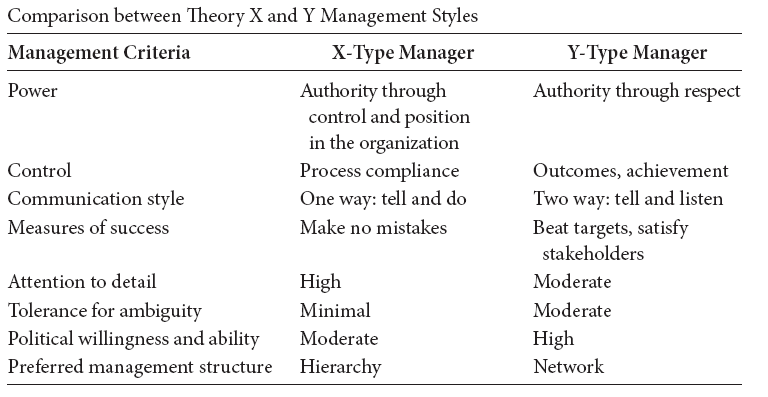 Comparison between Theory X and Y Management Styles
Management Criteria X-Type Manager Y-Type Manager
Power Authority through Authority through respect
control and position
in the organization
Control Process compliance Outcomes, achievement
Communication style One way: tell and do Two way: tell and listen
Measures of success Make no mistakes Beat targets, satisfy
stakeholders
Attention to detail High Moderate
Tolerance for ambiguity Minimal Moderate
Political willingness and ability Moderate High
Preferred management structure Hierarchy Network